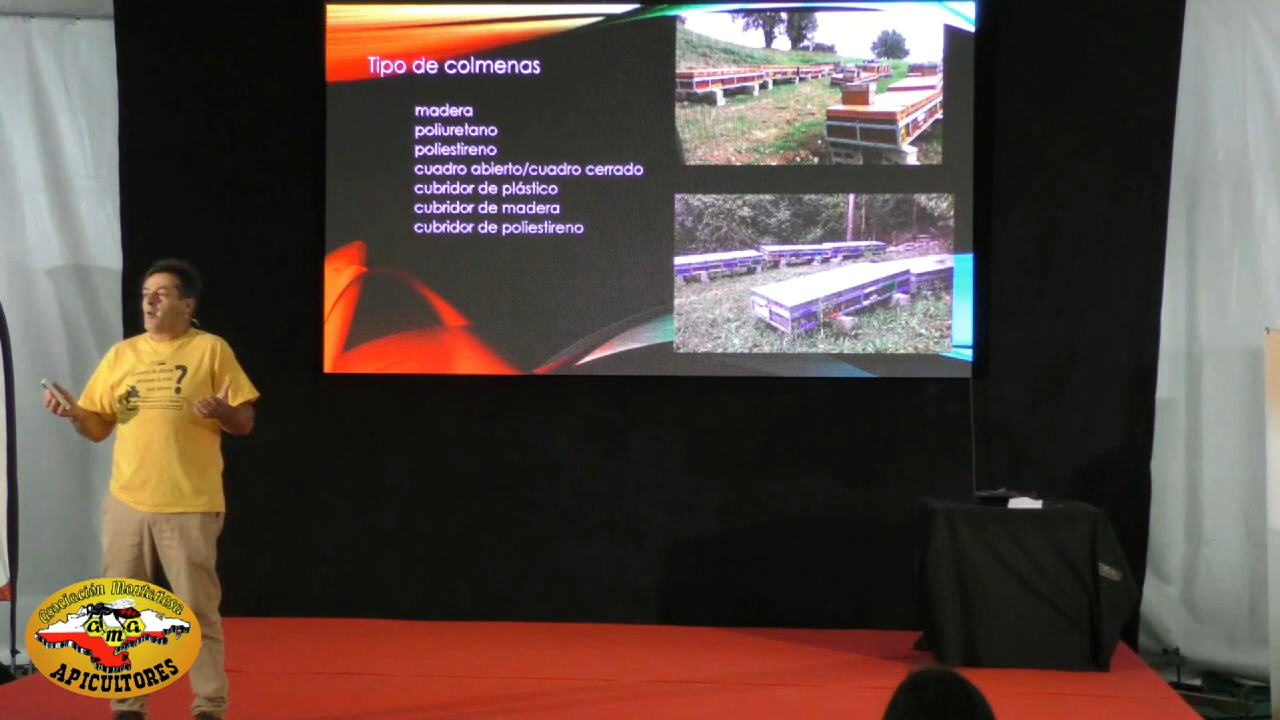 Tipo de colmenas
madera
poliuretano
poliestireno
cuadro abierto/cuadro cerrado
cubridor de plástico
cubridor de madera
cubridor de poliestireno
?
Asociación Montañesa
AMA
APICULTORES